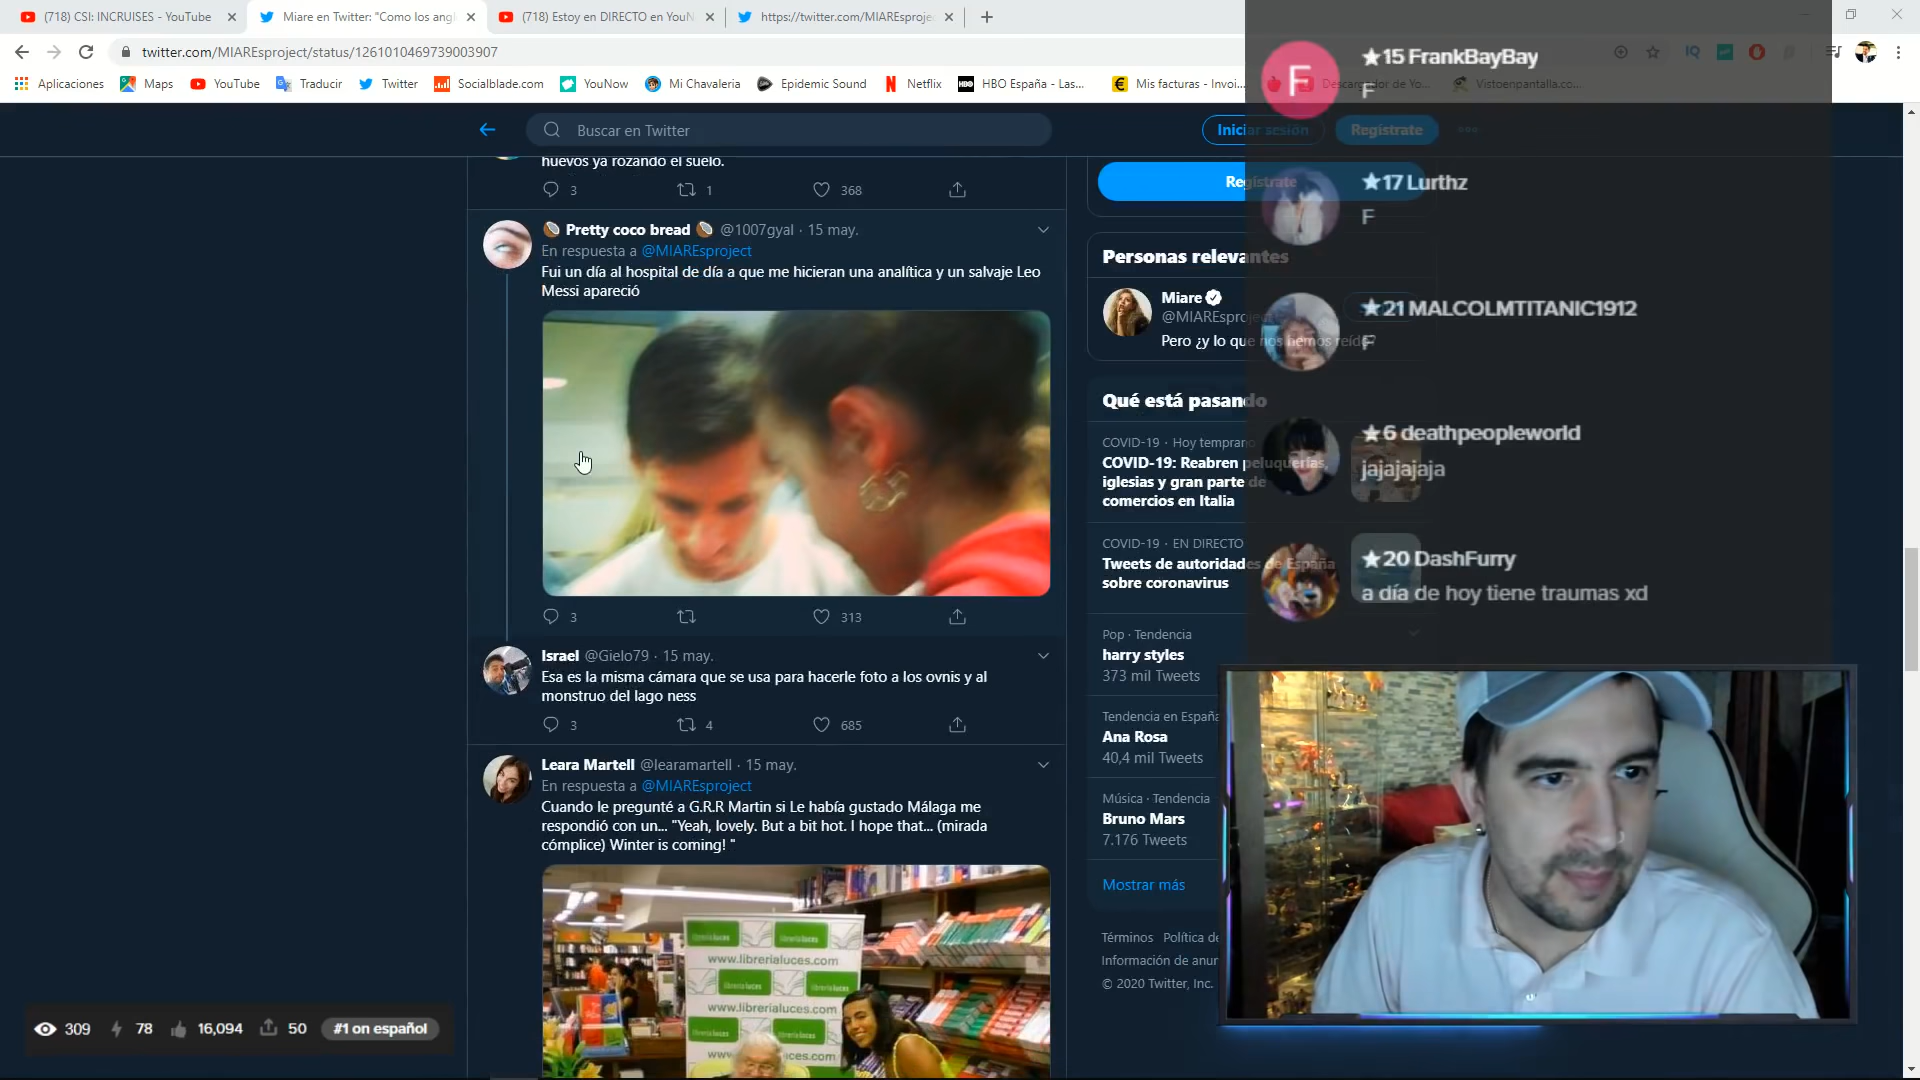 (718) CSI: INCRUISES - YouTube
Miare en Twitter: "Como los angl
(718) Estoy en DIRECTO en YouN
https://twitter.com/MIAREsproje
twitter.com/MIAREsproject/status/1261010469739003907
Aplicaciones
Maps
YouTube
Traducir
Twitter
Socialblade.com
YouNow
Mi Chavaleria
Epidemic Sound
Netflix
HBO España - Las...
Mis facturas - Invoi...
Descargador de Yo...
Vistoenpantalla.co...
Buscar en Twitter
Iniciar sesión
Regístrate
huevos ya rozando el suelo.
3 1 368
Regístrate
Pretty coco bread @1007gyal · 15 may.
En respuesta a @MIAREsproject
Fui un día al hospital de día a que me hicieran una analítica y un salvaje Leo
Messi apareció
3 313
Israel @Gielo79 · 15 may.
Esa es la misma cámara que se usa para hacerle foto a los ovnis y al
monstruo del lago ness
3 4 685
Leara Martell @learamartell · 15 may.
En respuesta a @MIAREsproject
Cuando le pregunté a G.R.R Martin si Le había gustado Málaga me
respondió con un... "Yeah, lovely. But a bit hot. I hope that... (mirada
cómplice) Winter is coming! "
www.librerialuces.com
librerialuces
www.librerialuces.com
Personas relevantes
Miare
@MIAREsproject
Pero ¿y lo que nos hemos reído?
Qué está pasando
COVID-19 · Hoy temprano
COVID-19: Reabren peluquerías,
iglesias y gran parte de
comercios en Italia
COVID-19 · EN DIRECTO
Tweets de autoridades de España
sobre coronavirus
Pop · Tendencia
harry styles
373 mil Tweets
Tendencia en España
Ana Rosa
40,4 mil Tweets
Música · Tendencia
Bruno Mars
7.176 Tweets
Mostrar más
Términos Política de
Información de anun
© 2020 Twitter, Inc.
F
★15 FrankBayBay
F
★17 Lurthz
F
★21 MALCOLMTITANIC1912
F
★6 deathpeopleworld
jajajajaja
★20 DashFurry
a día de hoy tiene traumas xd
309 78 16,094 50 #1 on español